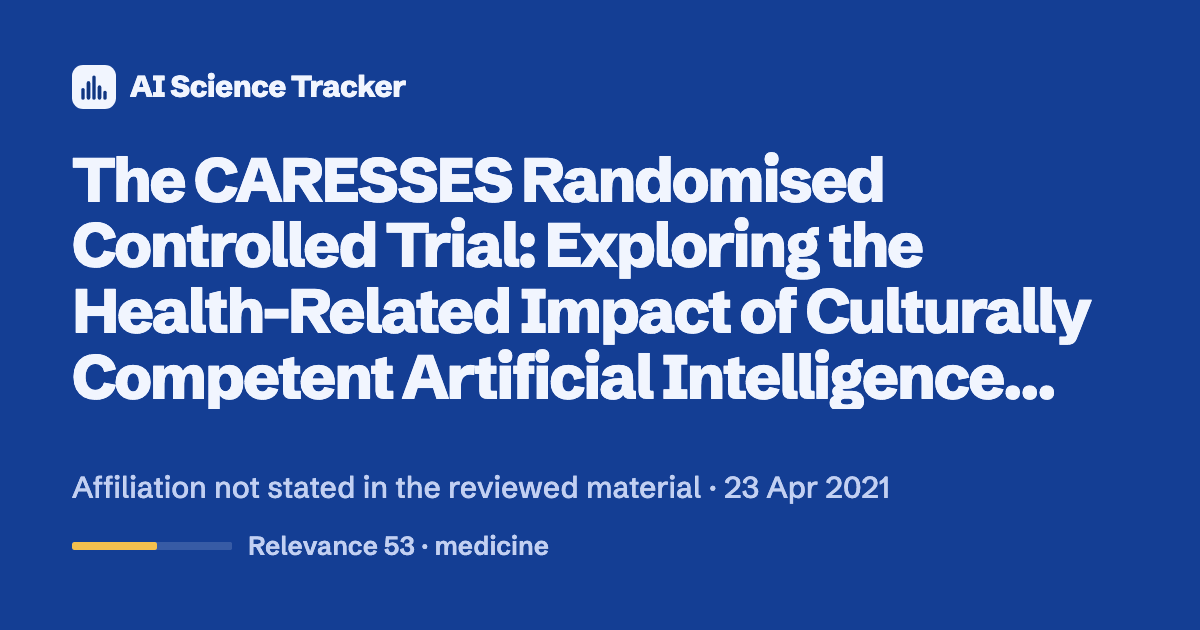 AI Science Tracker
The CARESSES Randomised
Controlled Trial: Exploring the
Health-Related Impact of Culturally
Competent Artificial Intelligence...
Affiliation not stated in the reviewed material · 23 Apr 2021
Relevance 53 · medicine